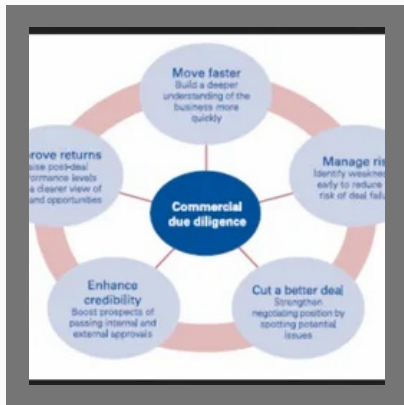 Move faster
Build a deeper
understanding of the
business more
quickly
Manage ris
Identify weakne
early to reduce
risk of deal failu
Cut a better deal
Strengthen
negotiating position by
spotting potential
issues
Enhance
credibility
Boost prospects of
passing internal and
external approvals
prove returns
aise post-deal
formance levels
a clearer view of
and opportunities
Commercial
due diligence